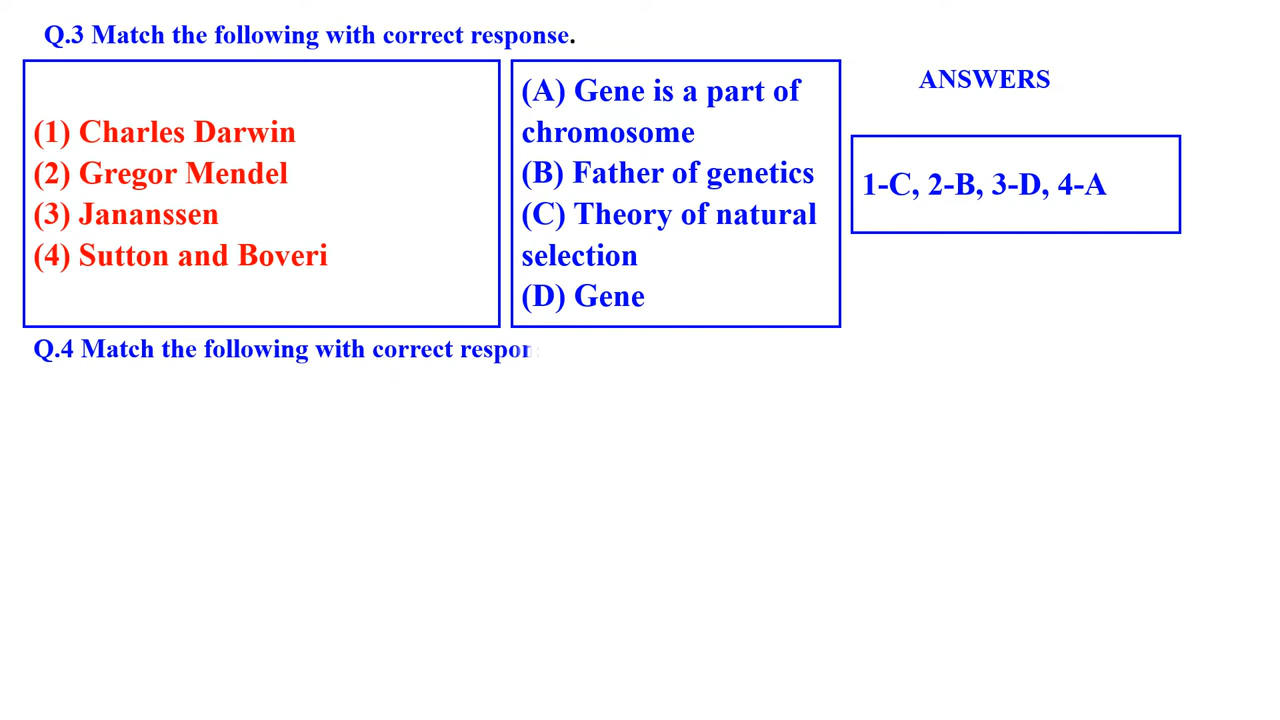 Q.3 Match the following with correct response.
(1) Charles Darwin
(2) Gregor Mendel
(3) Jananssen
(4) Sutton and Boveri
(A) Gene is a part of
chromosome
(B) Father of genetics
(C) Theory of natural
selection
(D) Gene
ANSWERS
1-C, 2-B, 3-D, 4-A
Q.4 Match the following with correct respon